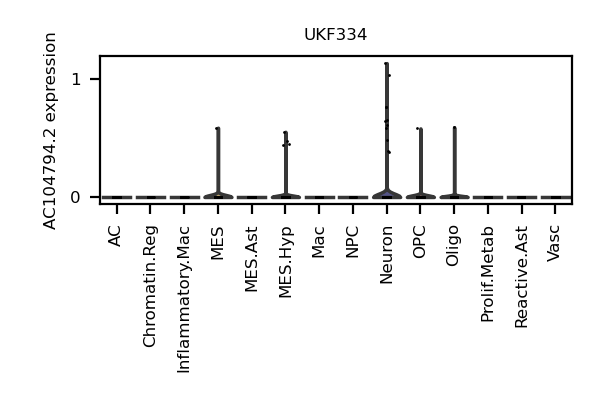 UKF334
AC104794.2 expression
1
0
AC
Chromatin.Reg
Inflammatory.Mac
MES
MES.Ast
MES.Hyp
Mac
NPC
Neuron
OPC
Oligo
Prolif.Metab
Reactive.Ast
Vasc